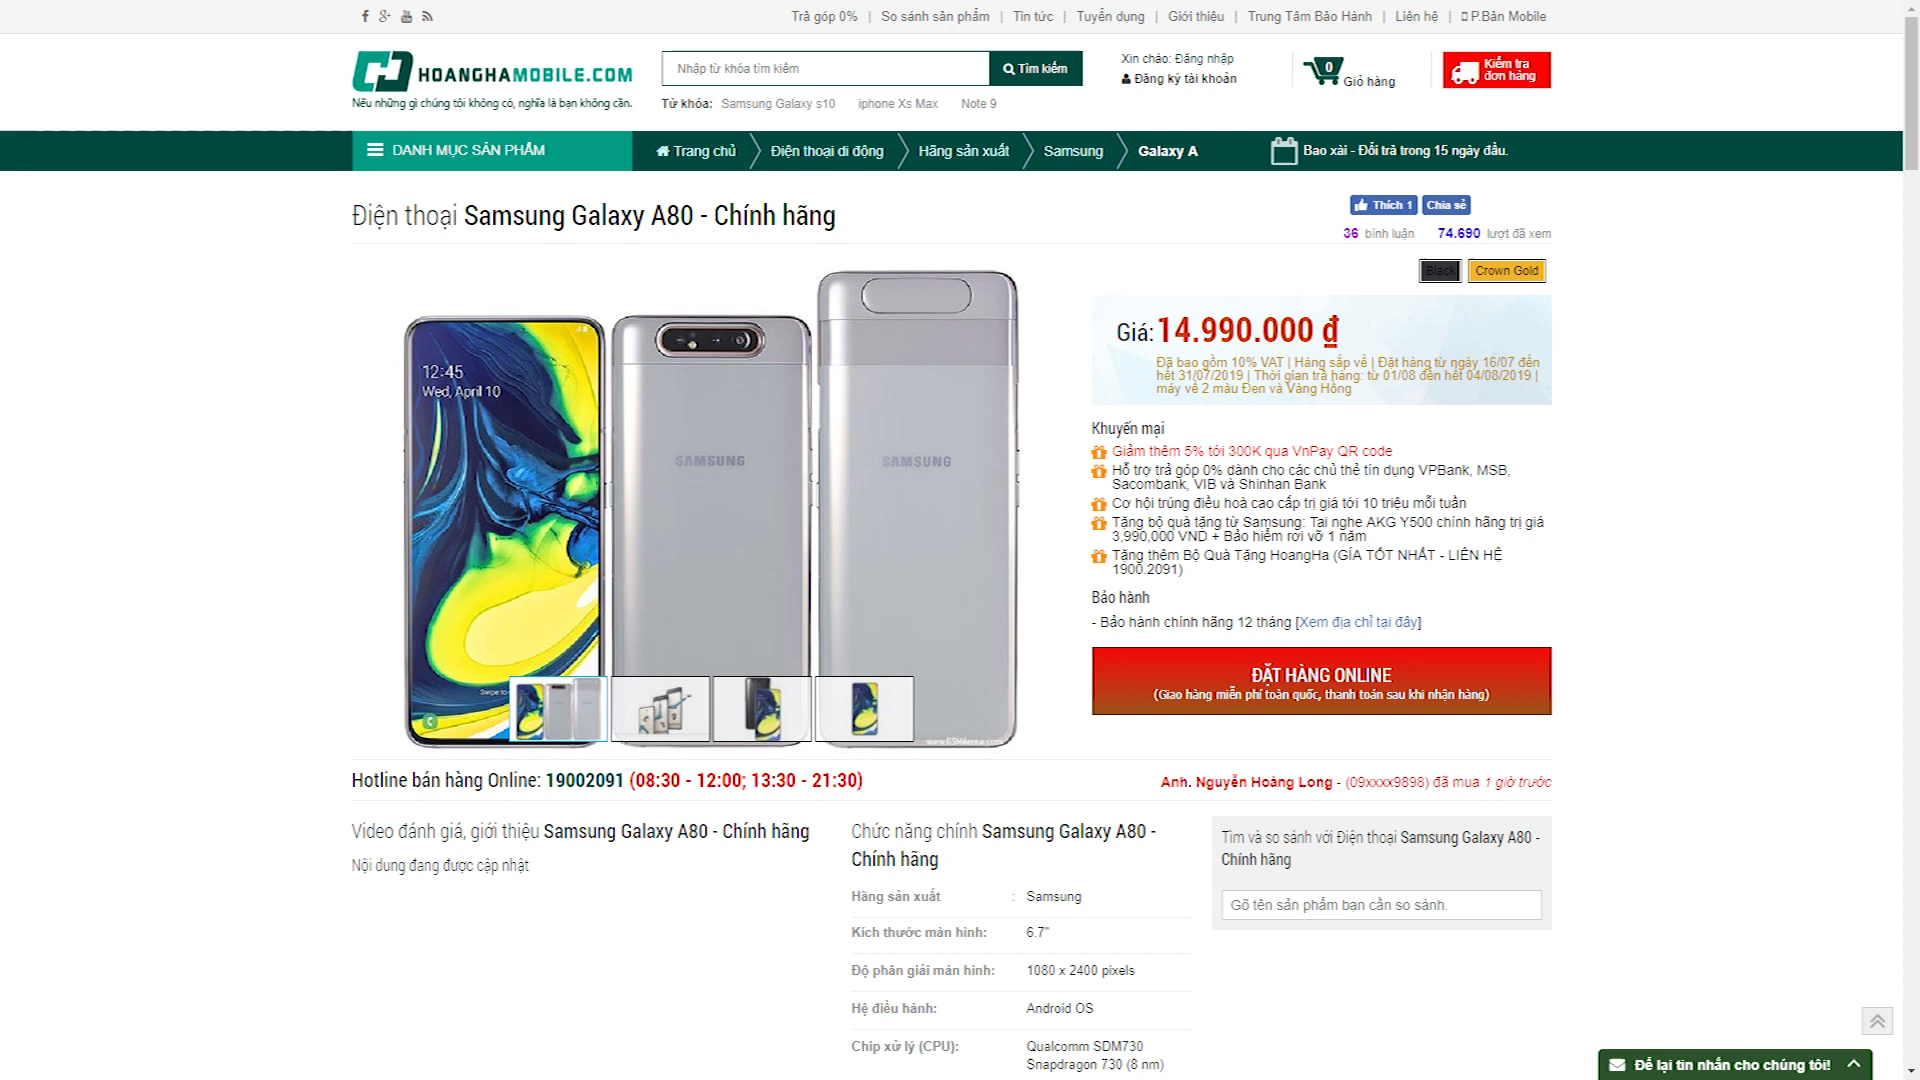 Trả góp 0% | So sánh sản phẩm | Tin tức | Tuyển dụng | Giới thiệu | Trung Tâm Bảo Hành | Liên hệ | P.Bản Mobile
HOANGHAMOBILE.COM
Nếu những gì chúng tôi không có, nghĩa là bạn không cần.
Nhập từ khóa tìm kiếm
Tìm kiếm
Từ khóa: Samsung Galaxy s10 iphone Xs Max Note 9
Xin chào: Đăng nhập
Đăng ký tài khoản
0 Giỏ hàng
Kiểm tra
đơn hàng
DANH MỤC SẢN PHẨM
Trang chủ Điện thoại di động Hãng sản xuất Samsung Galaxy A
Bao xài - Đổi trả trong 15 ngày đầu.
Điện thoại Samsung Galaxy A80 - Chính hãng
Thích 1 Chia sẻ
36 bình luận 74.690 lượt đã xem
Black Crown Gold
12:45
Wed, April 10
SAMSUNG
SAMSUNG
Swipe to
www.GSMArena.com
Giá: 14.990.000 ₫
Đã bao gồm 10% VAT | Hàng sắp về | Đặt hàng từ ngày 16/07 đến
hết 31/07/2019 | Thời gian trả hàng: từ 01/08 đến hết 04/08/2019 |
máy về 2 màu Đen và Vàng Hồng
Khuyến mại
Giảm thêm 5% tới 300K qua VnPay QR code
Hỗ trợ trả góp 0% dành cho các chủ thẻ tín dụng VPBank, MSB,
Sacombank, VIB và Shinhan Bank
Cơ hội trúng điều hoà cao cấp trị giá tới 10 triệu mỗi tuần
Tặng bộ quà tặng từ Samsung: Tai nghe AKG Y500 chính hãng trị giá
3,990,000 VND + Bảo hiểm rơi vỡ 1 năm
Tặng thêm Bộ Quà Tặng HoangHa (GÍA TỐT NHẤT - LIÊN HỆ
1900.2091)
Bảo hành
- Bảo hành chính hãng 12 tháng [Xem địa chỉ tại đây]
ĐẶT HÀNG ONLINE
(Giao hàng miễn phí toàn quốc, thanh toán sau khi nhận hàng)
Hotline bán hàng Online: 19002091 (08:30 - 12:00; 13:30 - 21:30)
Anh. Nguyễn Hoàng Long - (09xxxx9898) đã mua 1 giờ trước
Video đánh giá, giới thiệu Samsung Galaxy A80 - Chính hãng
Nội dung đang được cập nhật
Chức năng chính Samsung Galaxy A80 -
Chính hãng
Hãng sản xuất : Samsung
Kích thước màn hình: 6.7"
Độ phân giải màn hình: 1080 x 2400 pixels
Hệ điều hành: Android OS
Chip xử lý (CPU): Qualcomm SDM730
Snapdragon 730 (8 nm)
Tìm và so sánh với Điện thoại Samsung Galaxy A80 -
Chính hãng
Gõ tên sản phẩm bạn cần so sánh.
Để lại tin nhắn cho chúng tôi!